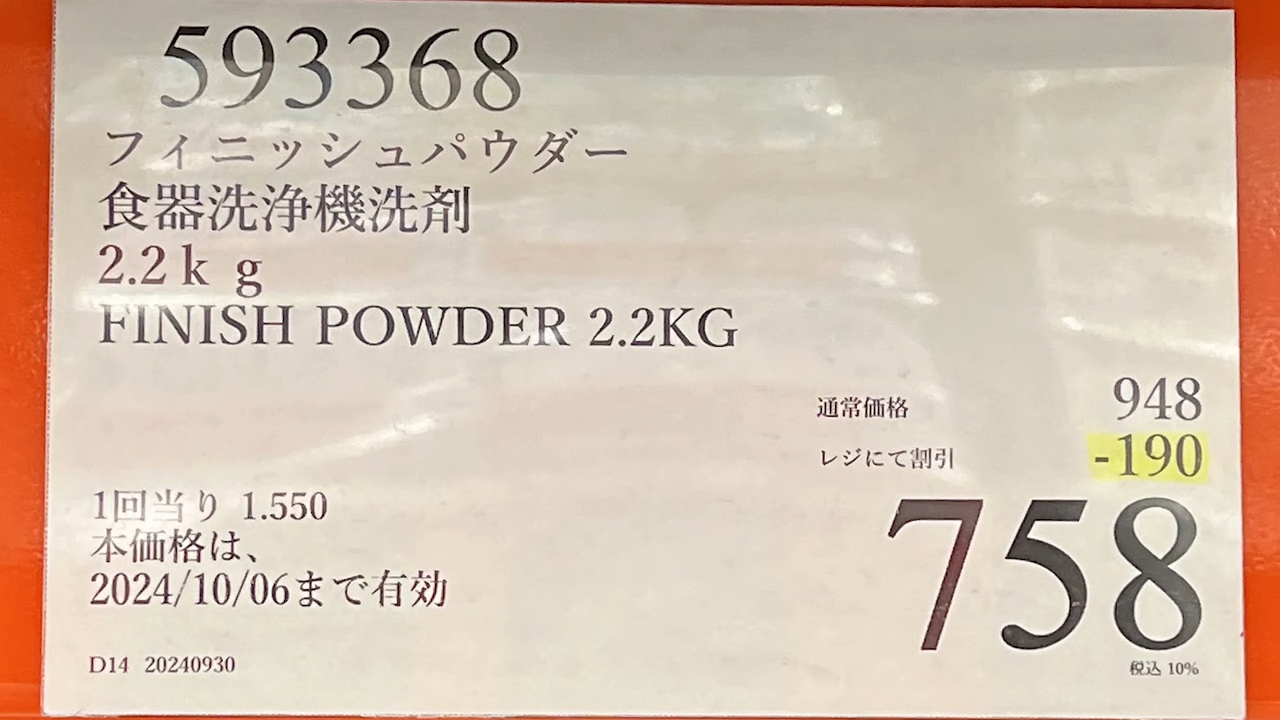 593368
フィニッシュパウダー
食器洗浄機洗剤
2.2ｋｇ
FINISH POWDER 2.2KG
通常価格 948
レジにて割引 -190
758
税込 10%
1回当り 1.550
本価格は、
2024/10/06まで有効
D14 20240930